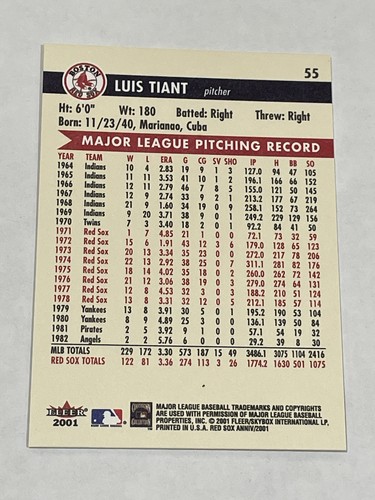 BOSTON
RED SOX
LUIS TIANT
55
pitcher
Ht: 6'0" Wt: 180 Batted: Right Threw: Right
Born: 11/23/40, Marianao, Cuba
MAJOR LEAGUE PITCHING RECORD
YEAR TEAM W L ERA G CG SV SHO IP H BB SO
1964 Indians 10 4 2.83 19 9 1 3 127.0 94 47 105
1965 Indians 11 11 3.53 41 10 1 2 196.1 166 66 152
1966 Indians 12 11 2.79 46 7 8 5 155.0 121 50 145
1967 Indians 12 9 2.74 33 9 2 1 213.2 177 67 219
1968 Indians 21 9 1.60 34 19 0 9 258.1 152 73 264
1969 Indians 9 20 3.71 38 9 0 1 249.2 229 129 156
1970 Twins 7 3 3.40 18 2 0 1 92.2 84 41 50
1971 Red Sox 1 7 4.85 21 1 0 0 72.1 73 32 59
1972 Red Sox 15 6 1.91 43 12 3 6 179.0 128 65 123
1973 Red Sox 20 13 3.34 35 23 0 0 272.0 217 78 206
1974 Red Sox 22 13 2.92 38 25 0 7 311.1 281 82 176
1975 Red Sox 18 14 4.02 35 18 0 2 260.0 262 72 142
1976 Red Sox 21 12 3.06 38 19 0 3 279.0 274 64 131
1977 Red Sox 12 8 4.53 32 3 0 3 188.2 210 51 124
1978 Red Sox 13 8 3.31 32 12 0 5 212.1 185 57 114
1979 Yankees 13 8 3.91 30 5 0 1 195.2 190 53 104
1980 Yankees 8 9 4.89 25 3 0 0 136.1 139 50 84
1981 Pirates 2 5 3.92 9 1 0 0 57.1 54 19 32
1982 Angels 2 2 5.76 6 0 0 0 29.2 39 8 30
MLB TOTALS 229 172 3.30 573 187 15 49 3486.1 3075 1104 2416
RED SOX TOTALS 122 81 3.36 274 113 3 26 1774.2 1630 501 1075
FLEER
2001
MAJOR LEAGUE BASEBALL TRADEMARKS AND COPYRIGHTS
ARE USED WITH PERMISSION OF MAJOR LEAGUE BASEBALL
PROPERTIES, INC. © 2001 FLEER/SKYBOX INTERNATIONAL LP.
PRINTED IN U.S.A. RED SOX ANNIV/2001